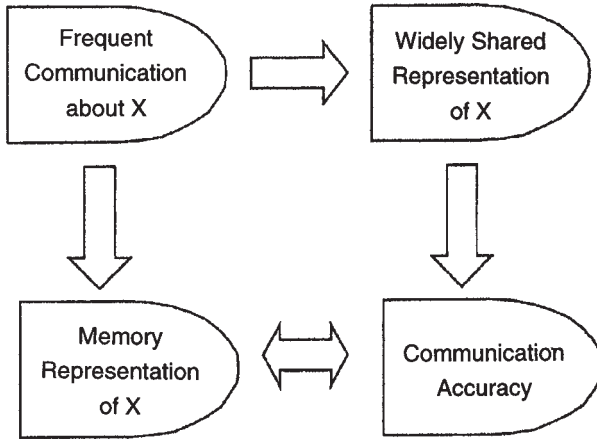 Frequent
Communication
about X
Widely Shared
Representation
of X
Memory
Representation
of X
Communication
Accuracy